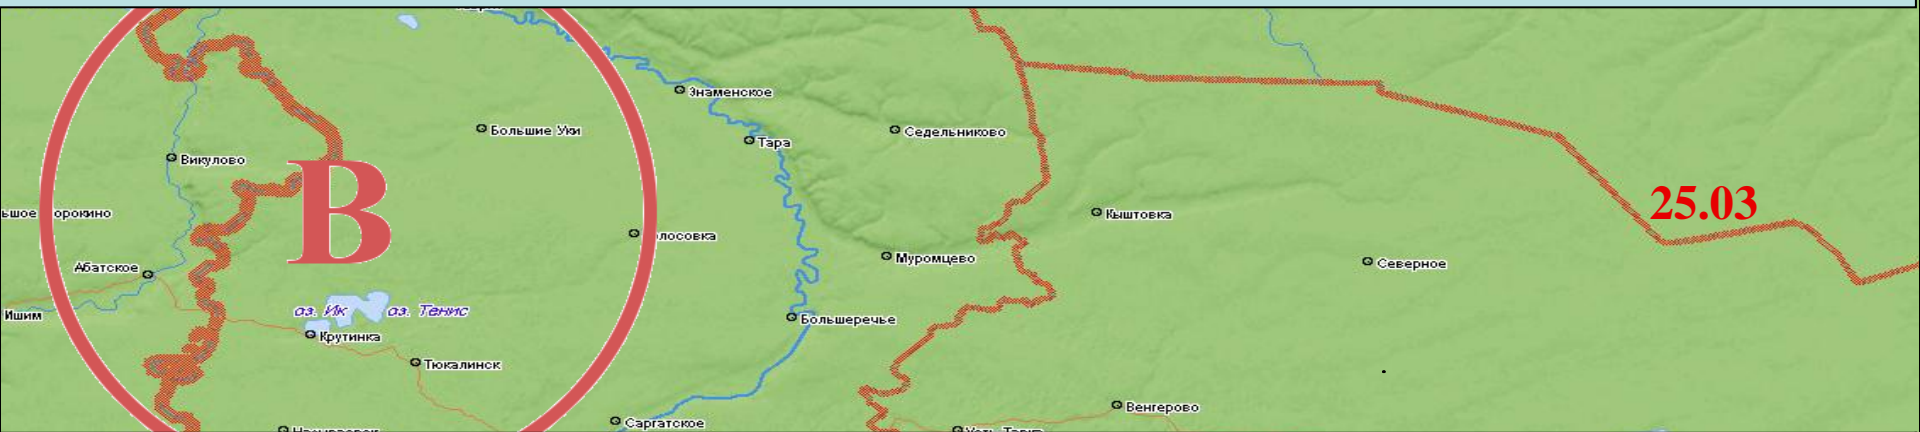 Знаменское
Большие Уки
Седельниково
Тара
Викулово
В
25.03
Кыштовка
лосовка
Муромцево
Северное
Абатское
оз. Ик
оз. Тенис
Ишим
Большеречье
Крутинка
Тюкалинск
Венгерово
Саргатское